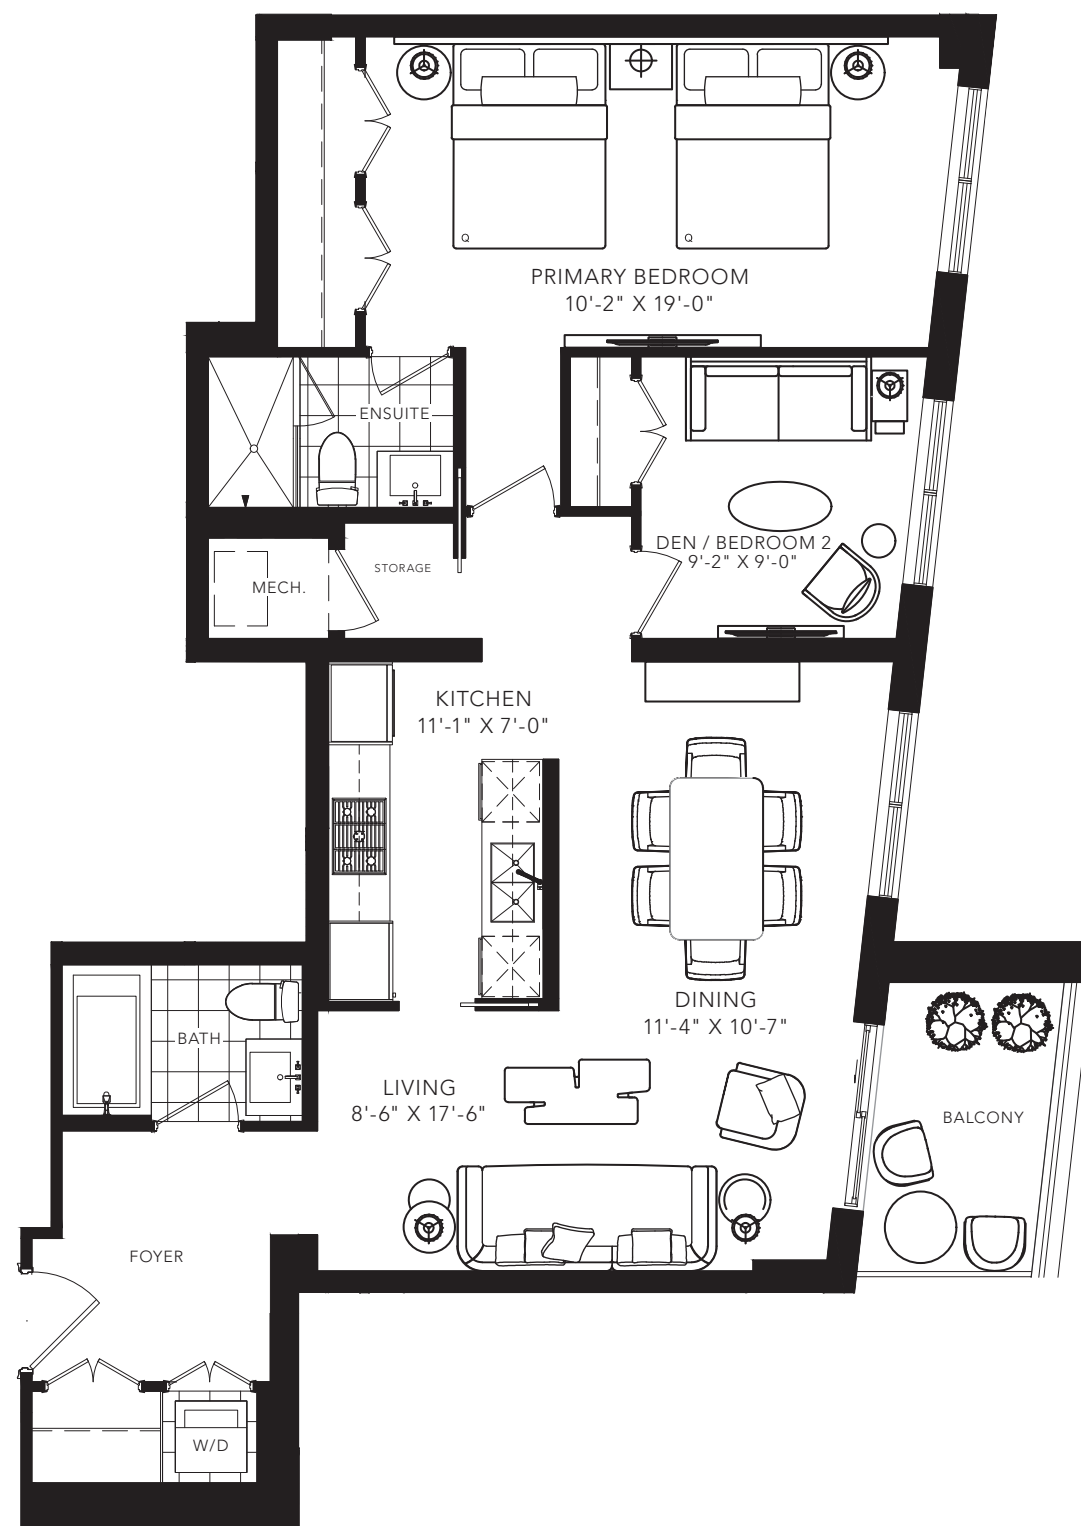 Q
Q
PRIMARY BEDROOM
10'-2" X 19'-0"
ENSUITE
DEN / BEDROOM 2
9'-2" X 9'-0"
STORAGE
MECH.
KITCHEN
11'-1" X 7'-0"
DINING
11'-4" X 10'-7"
BATH
LIVING
8'-6" X 17'-6"
BALCONY
FOYER
W/D